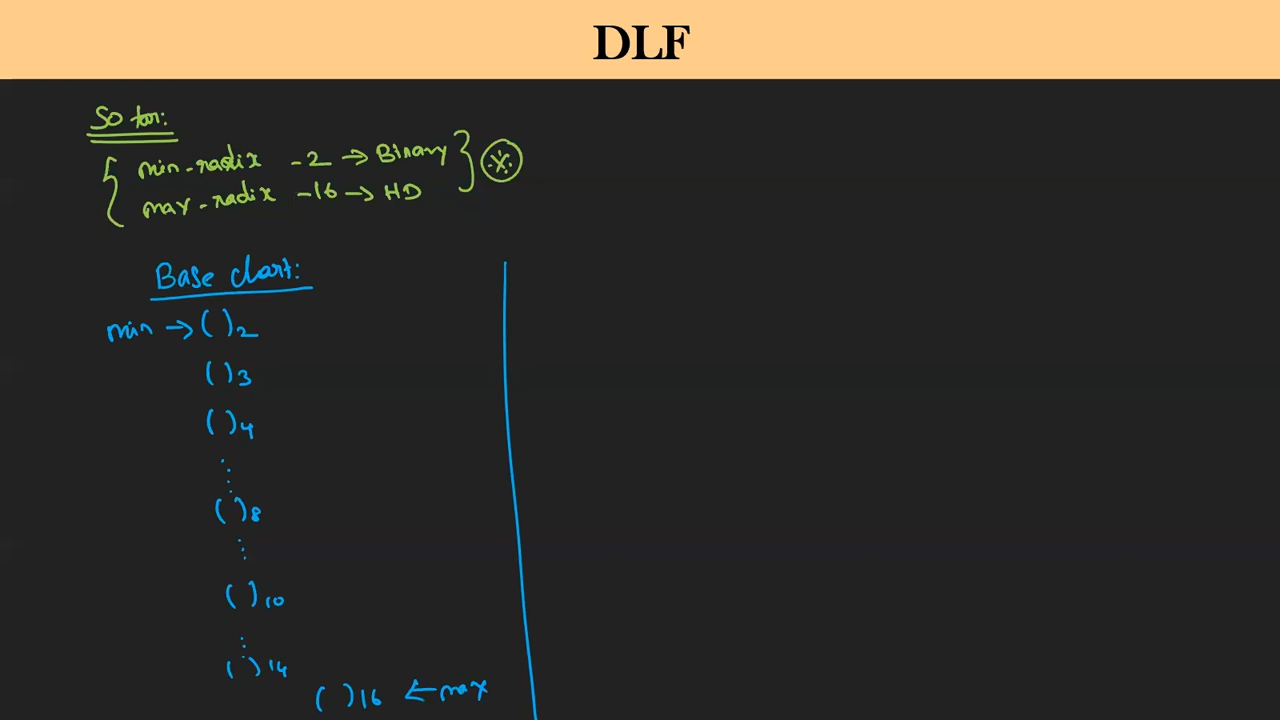 DLF
So far:
min-radix - 2 → Binary
max-radix - 16 → HD
Base chart:
min → ( )2
( )3
( )4
( )8
( )10
( )14
( )16 ← max